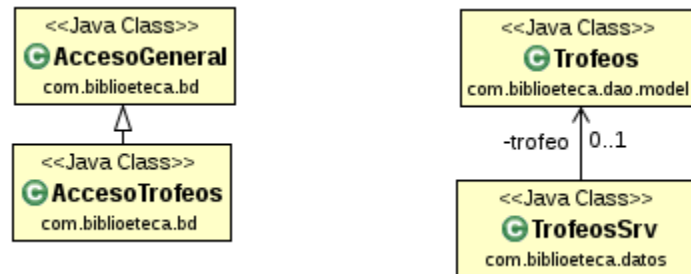 <<Java Class>>
AccesoGeneral
com.biblioeteca.bd
<<Java Class>>
AccesoTrofeos
com.biblioeteca.bd
<<Java Class>>
Trofeos
com.biblioeteca.dao.model
-trofeo 0..1
<<Java Class>>
TrofeosSrv
com.biblioeteca.datos